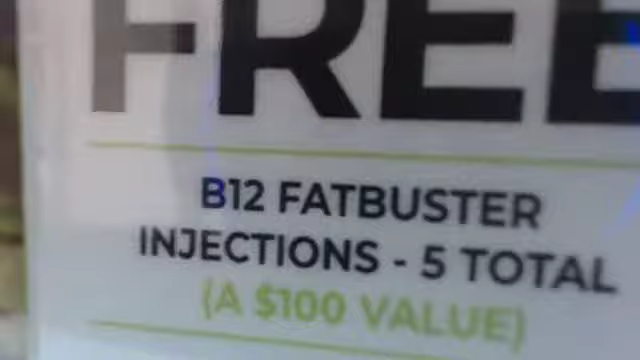 FREE
B12 FATBUSTER
INJECTIONS - 5 TOTAL
(A $100 VALUE)